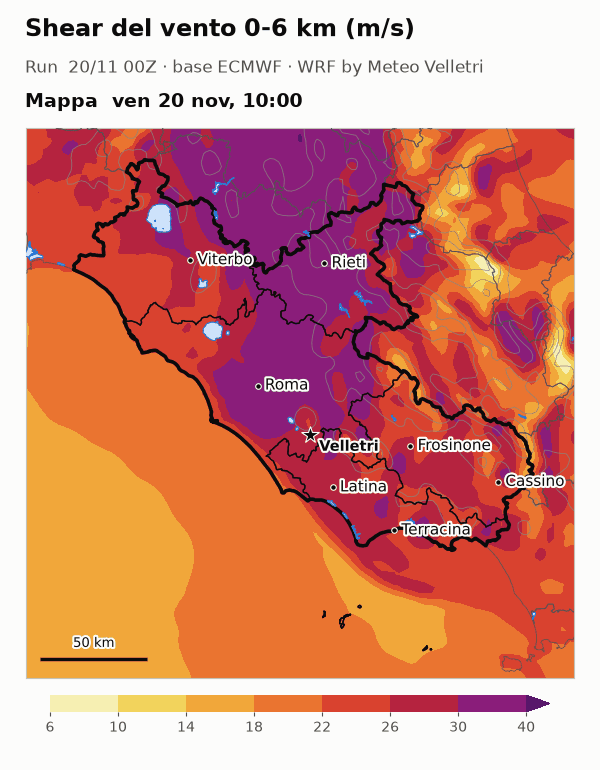 Shear del vento 0-6 km (m/s)
Run 20/11 00Z · base ECMWF · WRF by Meteo Velletri
Mappa ven 20 nov, 10:00
Viterbo
Rieti
Roma
Velletri
Frosinone
Cassino
Latina
Terracina
50 km
6 10 14 18 22 26 30 40